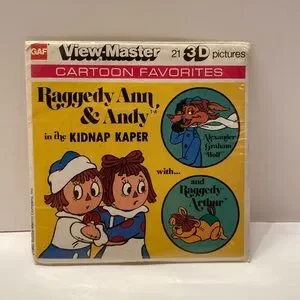 GAF View-Master 21 3D pictures
CARTOON FAVORITES
Raggedy Ann
& Andy
in the KIDNAP KAPER
Alexander
Graham
Wolf
with...
and
Raggedy
Arthur